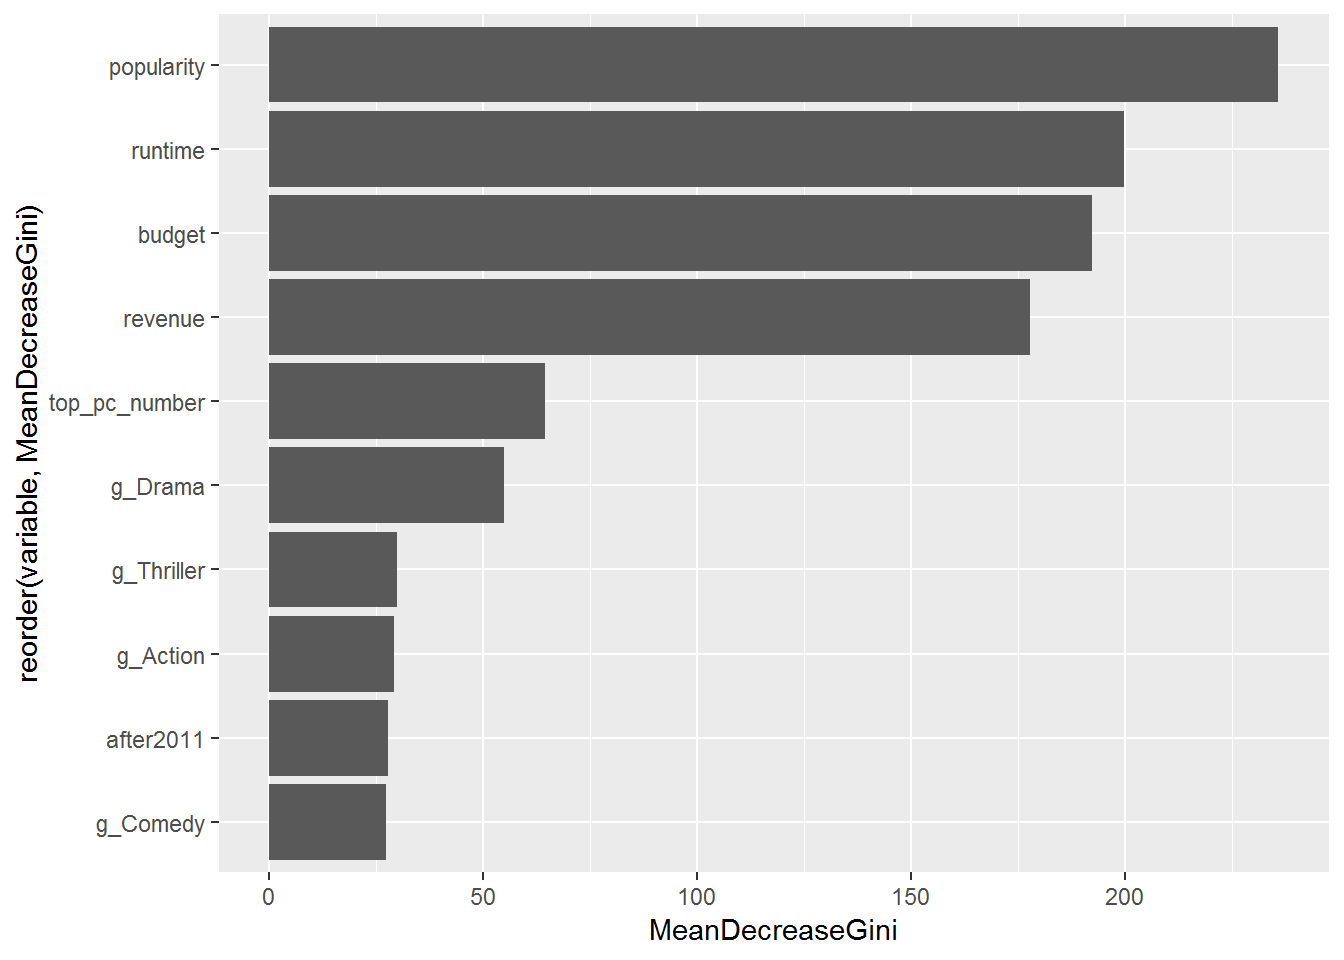 reorder(variable, MeanDecreaseGini)
popularity
runtime
budget
revenue
top_pc_number
g_Drama
g_Thriller
g_Action
after2011
g_Comedy
0 50 100 150 200
MeanDecreaseGini